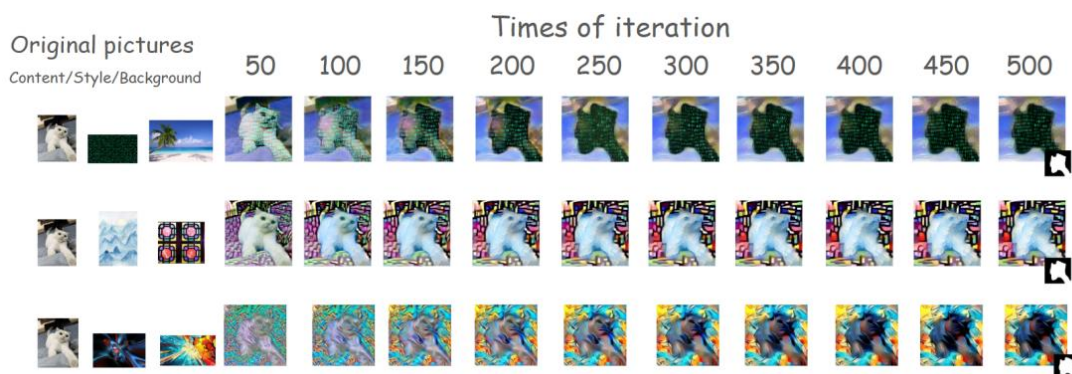 Times of iteration
Original pictures
Content/Style/Background
50 100 150 200 250 300 350 400 450 500